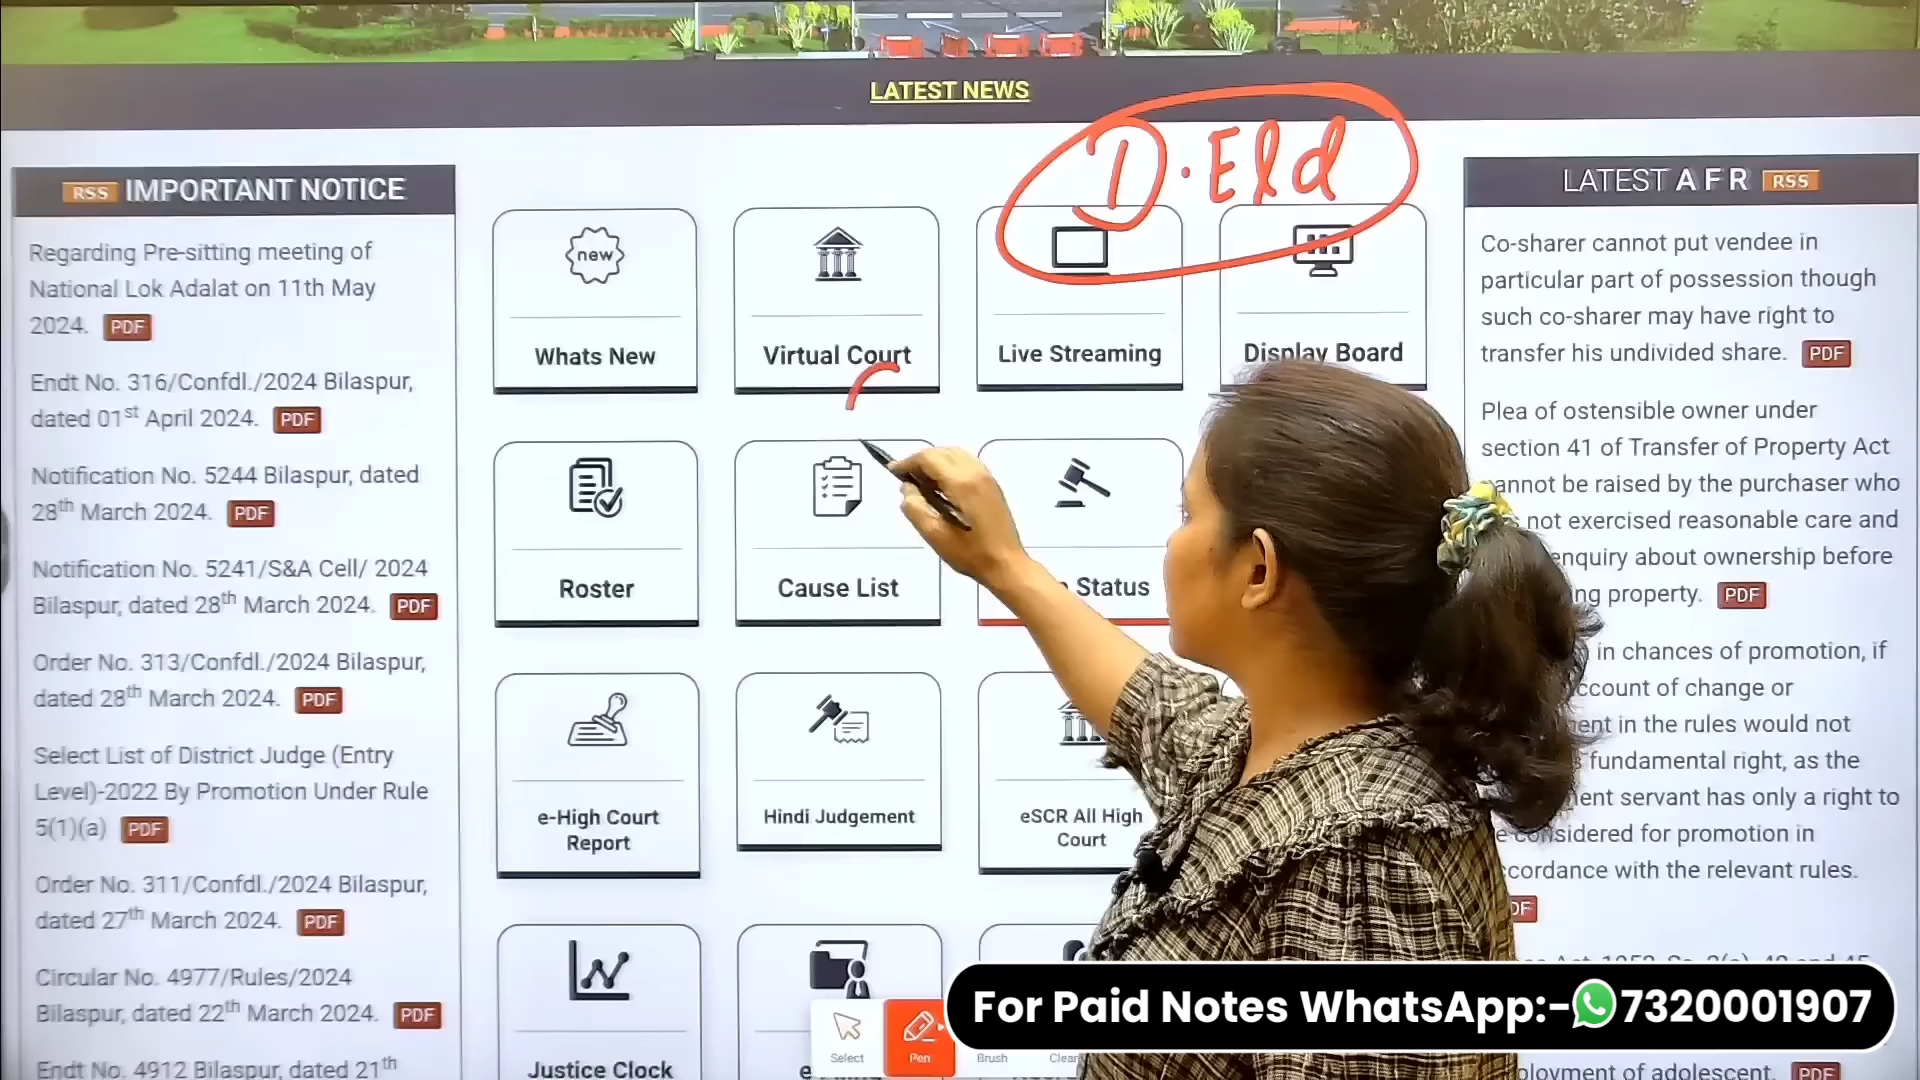 LATEST NEWS
D.Eld
RSS IMPORTANT NOTICE
Regarding Pre-sitting meeting of
National Lok Adalat on 11th May
2024. PDF
Endt No. 316/Confdl./2024 Bilaspur,
dated 01st April 2024. PDF
Notification No. 5244 Bilaspur, dated
28th March 2024. PDF
Notification No. 5241/S&A Cell/ 2024
Bilaspur, dated 28th March 2024. PDF
Order No. 313/Confdl./2024 Bilaspur,
dated 28th March 2024. PDF
Select List of District Judge (Entry
Level)-2022 By Promotion Under Rule
5(1)(a) PDF
Order No. 311/Confdl./2024 Bilaspur,
dated 27th March 2024. PDF
Circular No. 4977/Rules/2024
Bilaspur, dated 22th March 2024. PDF
Endt No. 4912 Bilaspur, dated 21th
new
Whats New
Virtual Court
Live Streaming
Display Board
Roster
Cause List
Status
e-High Court
Report
Hindi Judgement
eSCR All High
Court
Justice Clock
LATEST AFR RSS
Co-sharer cannot put vendee in
particular part of possession though
such co-sharer may have right to
transfer his undivided share. PDF
Plea of ostensible owner under
section 41 of Transfer of Property Act
cannot be raised by the purchaser who
not exercised reasonable care and
enquiry about ownership before
property. PDF
in chances of promotion, if
account of change or
in the rules would not
fundamental right, as the
servant has only a right to
be considered for promotion in
accordance with the relevant rules.
PDF
employment of adolescent. PDF
Select
Pen
Brush
Clear
For Paid Notes WhatsApp:-7320001907